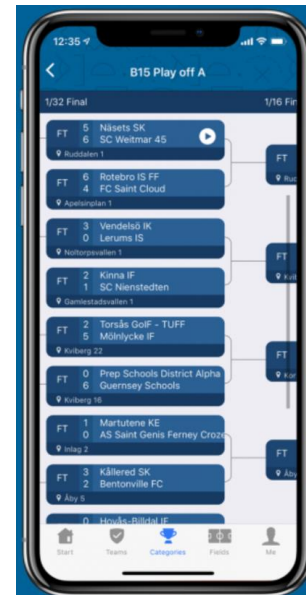 12:35
B15 Play off A
1/32 Final
1/16 Fin
FT 5 Näsets SK
6 SC Weitmar 45
Ruddalen 1
FT 6 Rotebro IS FF
4 FC Saint Cloud
Apelsinplan 1
FT 3 Vendelsö IK
0 Lerums IS
Noltorpsvallen 1
FT 2 Kinna IF
1 SC Nienstedten
Gamlestadsvallen 1
FT 2 Torsås GoIF - TUFF
5 Mölnlycke IF
Kviberg 22
FT 0 Prep Schools District Alpha
6 Guernsey Schools
Kviberg 16
FT 1 Martutene KE
0 AS Saint Genis Ferney Croze
Inlag 2
FT 3 Kållered SK
2 Bentonville FC
Åby 5
0 Hovås-Billdal IF
FT
Rud
FT
Kvib
FT
FT
Åby
Start
Teams
Categories
Fields
Me